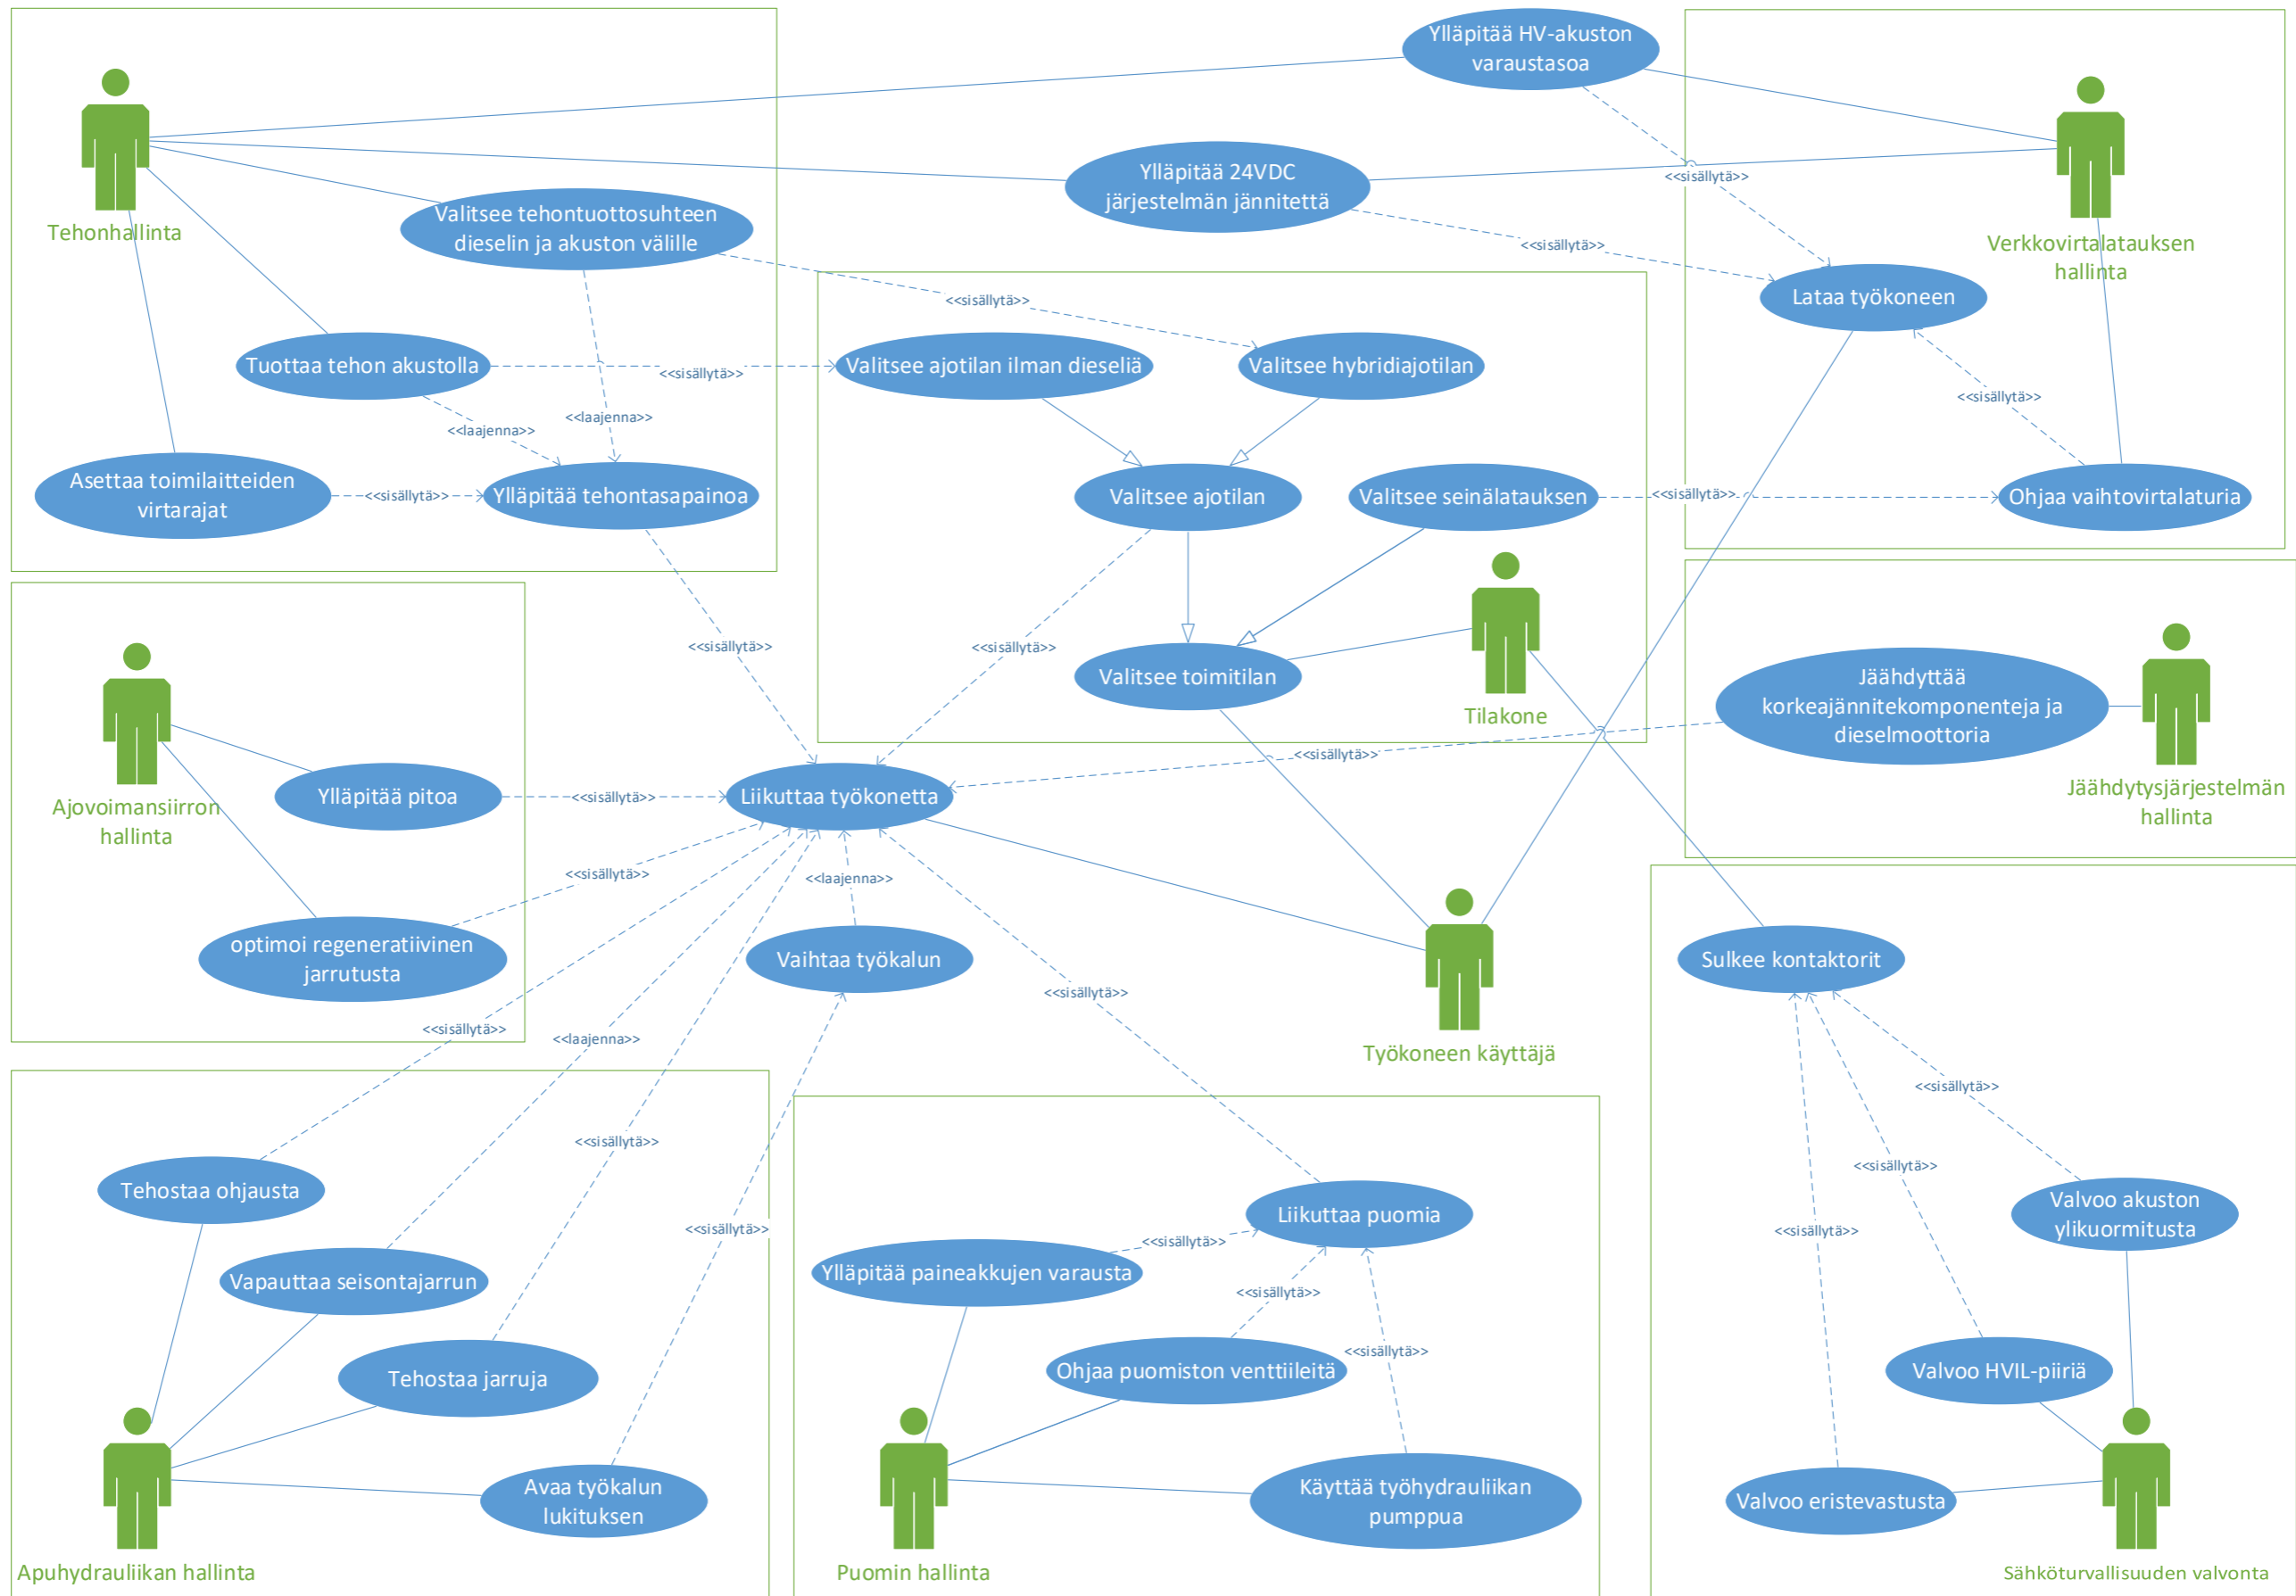 Ylläpitää HV-akuston
varaustasoa
Tehonhallinta
Ylläpitää 24VDC
järjestelmän jännitettä
<<sisällytä>>
Verkkovirtalatauksen
hallinta
Valitsee tehontuottosuhteen
dieselin ja akuston välille
<<sisällytä>>
<<sisällytä>>
Lataa työkoneen
Tuottaa tehon akustolla
<<sisällytä>>
Valitsee ajotilan ilman dieseliä
Valitsee hybridiajotilan
<<sisällytä>>
<<laajenna>>
<<laajenna>>
Asettaa toimilaitteiden
virtarajat
<<sisällytä>>
Ylläpitää tehontasapainoa
Valitsee ajotilan
Valitsee seinälatauksen
<<sisällytä>>
Ohjaa vaihtovirtalaturia
<<sisällytä>>
<<sisällytä>>
Valitsee toimitilan
Tilakone
Jäähdyttää
korkeajännitekomponenteja ja
dieselmoottoria
<<sisällytä>>
Jäähdytysjärjestelmän
hallinta
Ajovoimansiirron
hallinta
Ylläpitää pitoa
<<sisällytä>>
Liikuttaa työkonetta
<<sisällytä>>
<<laajenna>>
optimoi regeneratiivinen
jarrutusta
Vaihtaa työkalun
<<sisällytä>>
Sulkee kontaktorit
<<sisällytä>>
<<laajenna>>
Työkoneen käyttäjä
<<sisällytä>>
<<sisällytä>>
<<sisällytä>>
Tehostaa ohjausta
<<sisällytä>>
Liikuttaa puomia
Valvoo akuston
ylikuormitusta
<<sisällytä>>
<<sisällytä>>
Vapauttaa seisontajarrun
Ylläpitää paineakkujen varausta
<<sisällytä>>
<<sisällytä>>
Tehostaa jarruja
Ohjaa puomiston venttiileitä
<<sisällytä>>
Valvoo HVIL-piiriä
Avaa työkalun
lukituksen
Käyttää työhydrauliikan
pumppua
Valvoo eristevastusta
Apuhydrauliikan hallinta
Puomin hallinta
Sähköturvallisuuden valvonta